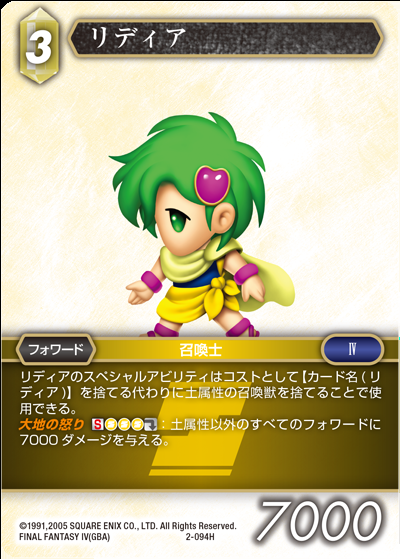 3
リディア
フォワード
召喚士
IV
リディアのスペシャルアビリティはコストとして【カード名 ( リ
ディア )】を捨てる代わりに土属性の召喚獣を捨てることで使
用できる。
大地の怒り S : 土属性以外のすべてのフォワードに
7000 ダメージを与える。
©1991,2005 SQUARE ENIX CO., LTD. All Rights Reserved.
FINAL FANTASY IV(GBA)
2-094H
7000